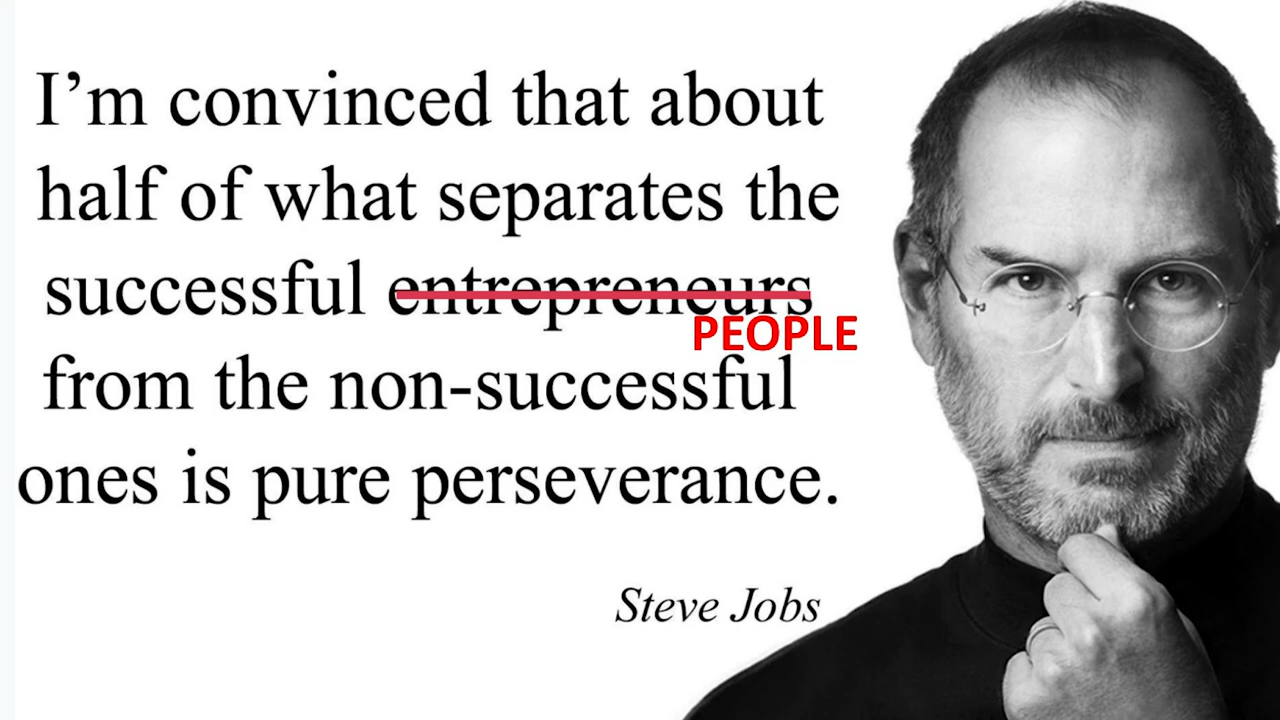 I’m convinced that about
half of what separates the
successful entrepreneurs
PEOPLE
from the non-successful
ones is pure perseverance.
Steve Jobs